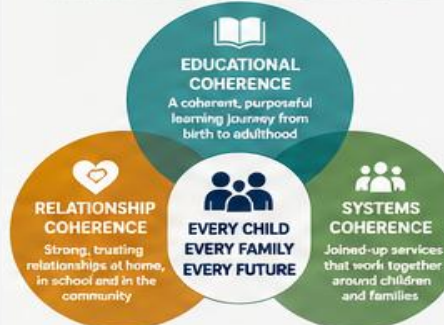 EDUCATIONAL
COHERENCE
A coherent, purposeful
learning journey from
birth to adulthood
RELATIONSHIP
COHERENCE
Strong, trusting
relationships at home,
in school and in the
community
EVERY CHILD
EVERY FAMILY
EVERY FUTURE
SYSTEMS
COHERENCE
Joined-up services
that work together
around children
and families